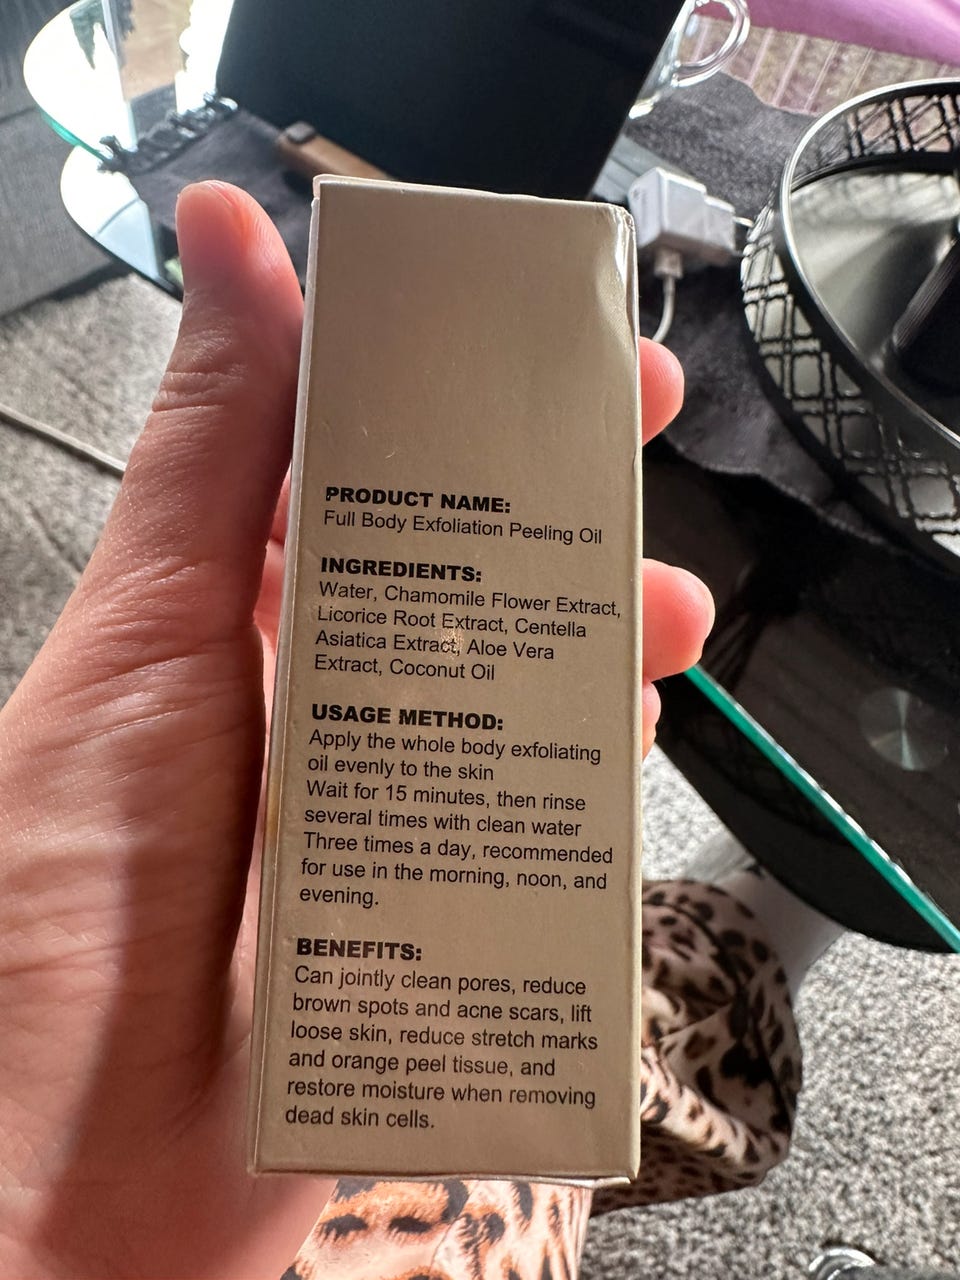 PRODUCT NAME:
Full Body Exfoliation Peeling Oil
INGREDIENTS:
Water, Chamomile Flower Extract,
Licorice Root Extract, Centella
Asiatica Extract, Aloe Vera
Extract, Coconut Oil
USAGE METHOD:
Apply the whole body exfoliating
oil evenly to the skin
Wait for 15 minutes, then rinse
several times with clean water
Three times a day, recommended
for use in the morning, noon, and
evening.
BENEFITS:
Can jointly clean pores, reduce
brown spots and acne scars, lift
loose skin, reduce stretch marks
and orange peel tissue, and
restore moisture when removing
dead skin cells.